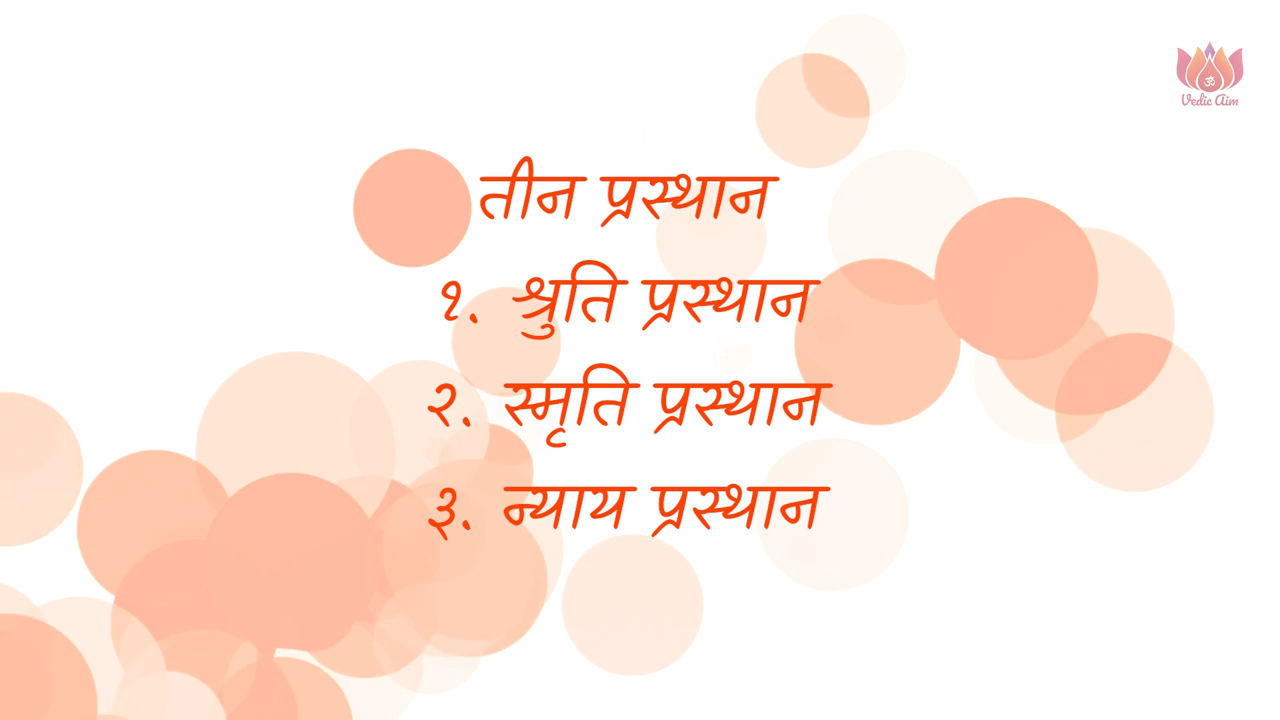 Vedic Aim
तीन प्रस्थान
१. श्रुति प्रस्थान
२. स्मृति प्रस्थान
३. न्याय प्रस्थान